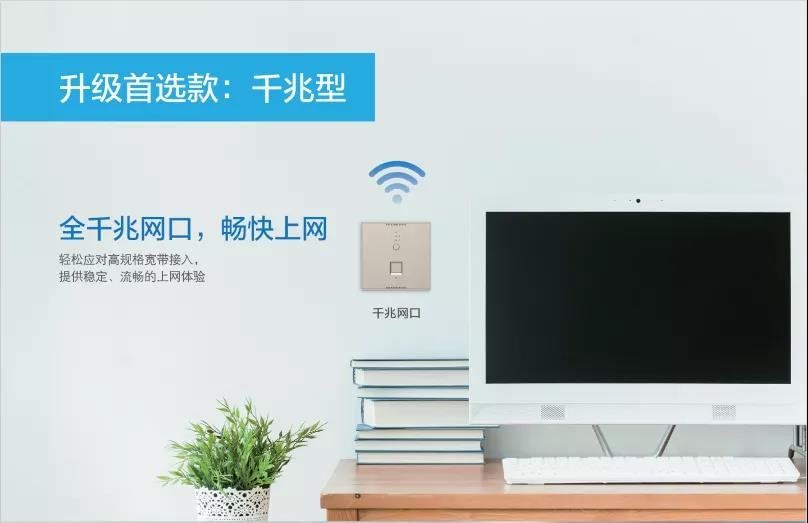 升级首选款：千兆型
全千兆网口，畅快上网
轻松应对高规格宽带接入，
提供稳定、流畅的上网体验
千兆网口